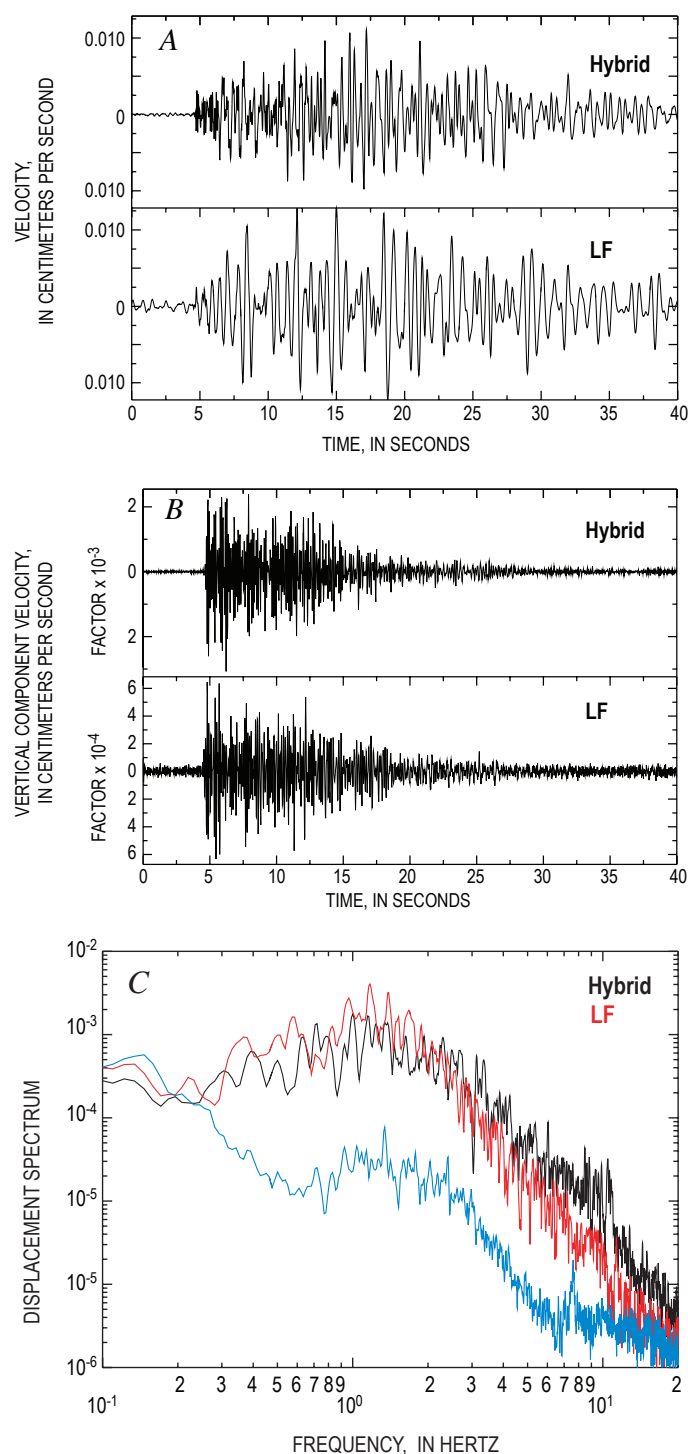 A
Hybrid
0.010
0
0.010
VELOCITY,
IN CENTIMETERS PER SECOND
LF
0.010
0
0.010
0 5 10 15 20 25 30 35 40
TIME, IN SECONDS
B
Hybrid
2
0
2
FACTOR x 10-3
VERTICAL COMPONENT VELOCITY,
IN CENTIMETERS PER SECOND
LF
6
4
2
0
2
4
6
FACTOR x 10-4
0 5 10 15 20 25 30 35 40
TIME, IN SECONDS
C
Hybrid
LF
10-2
10-3
10-4
10-5
10-5
10-6
DISPLACEMENT SPECTRUM
2 3 4 5 6 7 8 9 2 3 4 5 6 7 8 9 2
10-1 100 101
FREQUENCY, IN HERTZ